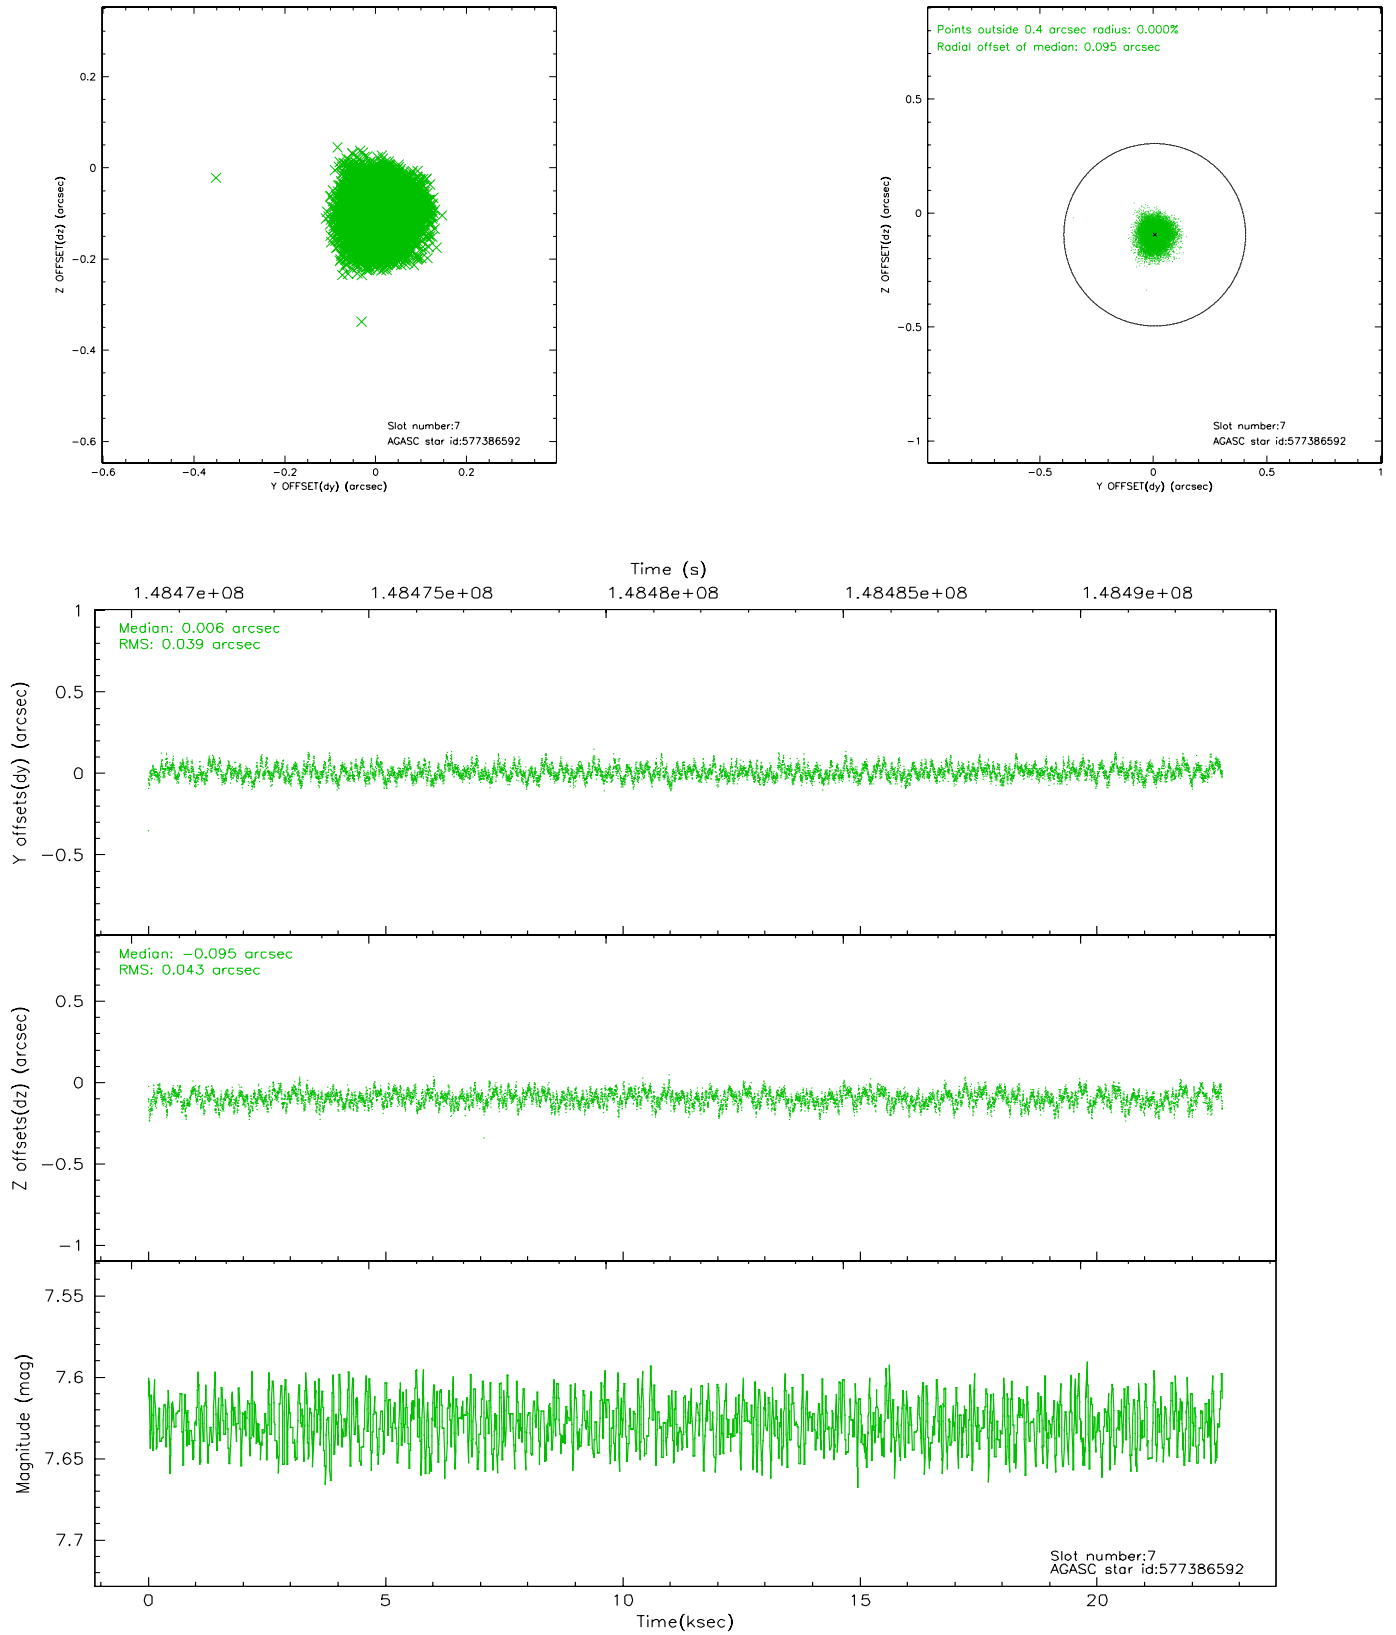 0.2
0
−0.2
−0.4
−0.6
Z OFFSET(dz) (arcsec)
Slot number:7
AGASC star id:577386592
−0.6
−0.4
−0.2
0
0.2
Y OFFSET(dy) (arcsec)
Points outside 0.4 arcsec radius: 0.000%
Radial offset of median: 0.095 arcsec
0.5
0
−0.5
−1
Z OFFSET(dz) (arcsec)
Slot number:7
AGASC star id:577386592
−0.5
0
0.5
1
Y OFFSET(dy) (arcsec)
Time (s)
1.4847e+08
1.48475e+08
1.4848e+08
1.48485e+08
1.4849e+08
Median: 0.006 arcsec
RMS: 0.039 arcsec
1
0.5
0
−0.5
Y offsets(dy) (arcsec)
Median: −0.095 arcsec
RMS: 0.043 arcsec
0.5
0
−0.5
−1
Z offsets(dz) (arcsec)
7.55
7.6
7.65
7.7
Magnitude (mag)
Slot number:7
AGASC star id:577386592
0
5
10
15
20
Time(ksec)